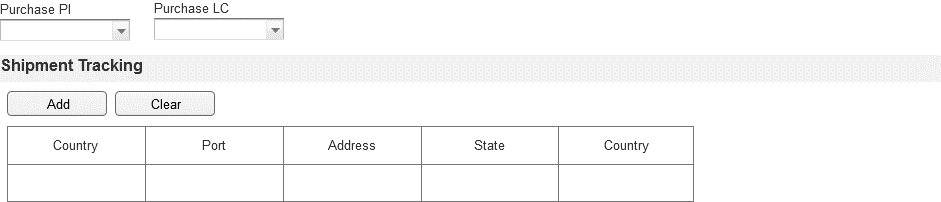 Purchase PI Purchase LC
Shipment Tracking
Add Clear
Country Port Address State Country